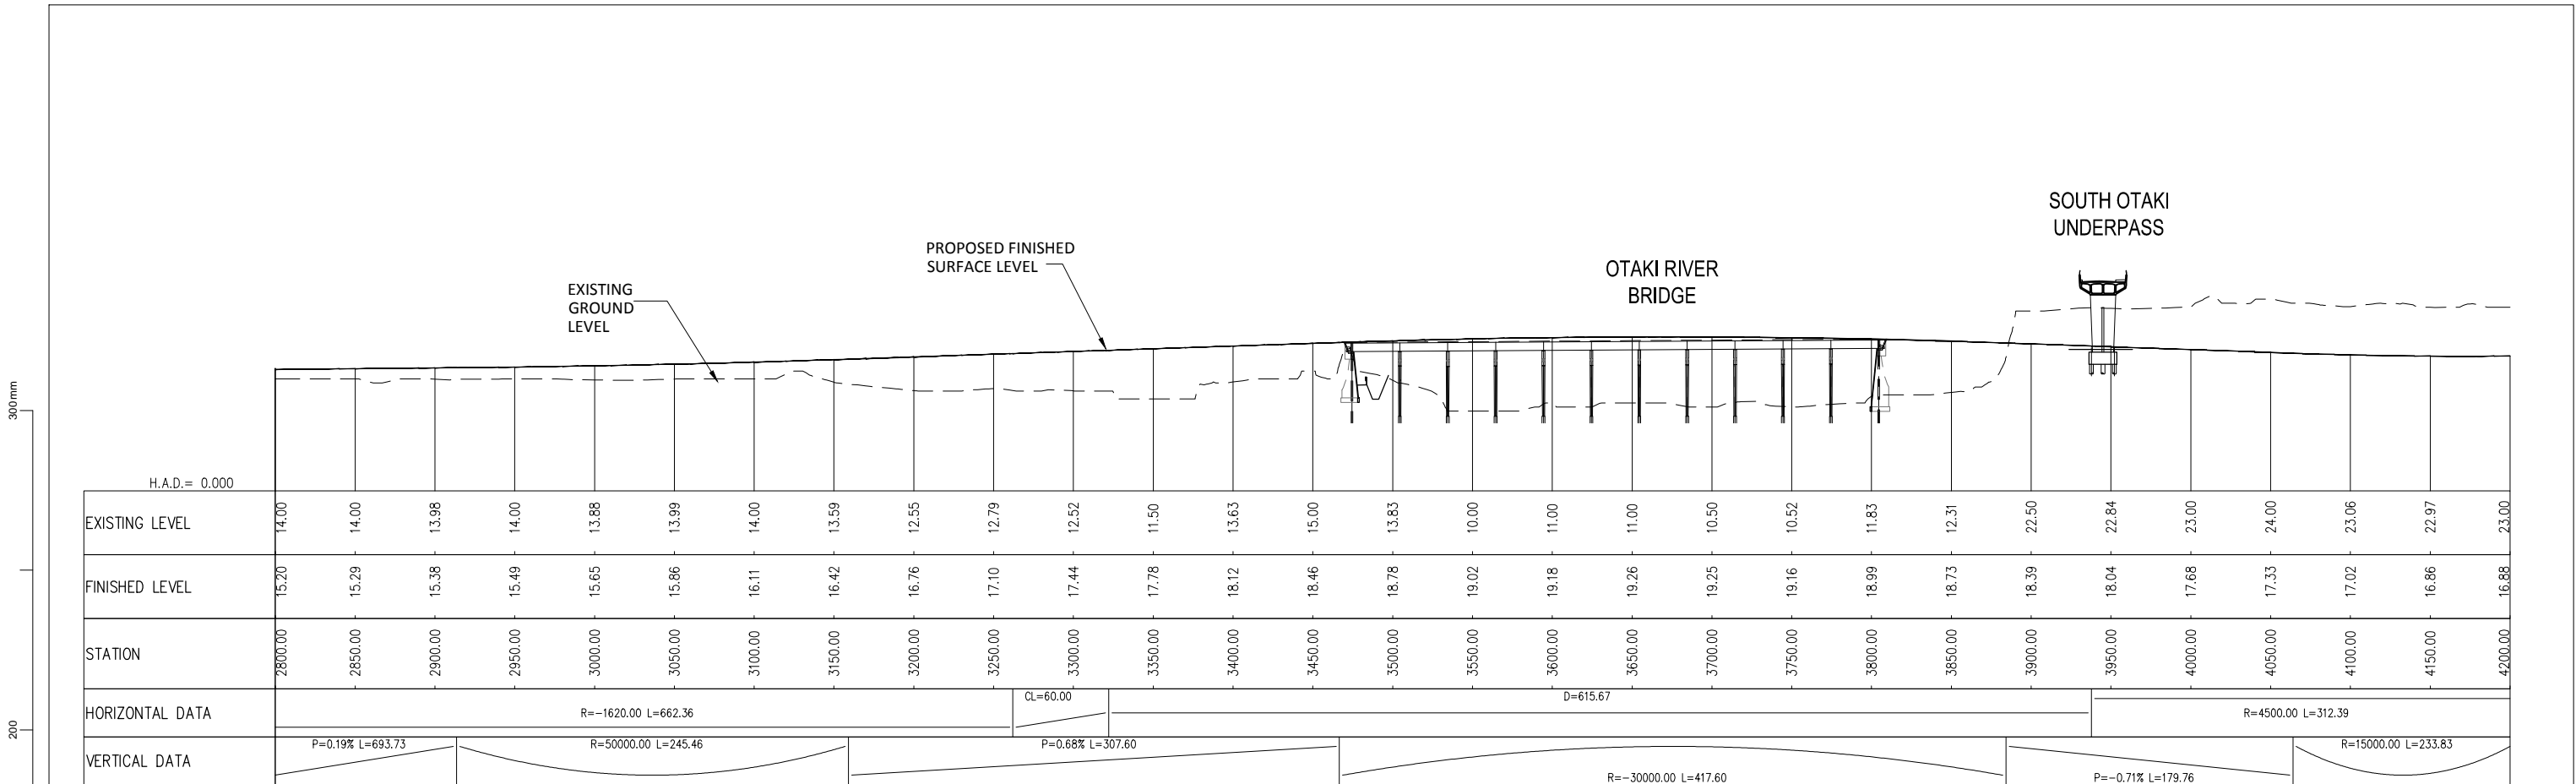 SOUTH OTAKI
UNDERPASS
PROPOSED FINISHED
SURFACE LEVEL
OTAKI RIVER
BRIDGE
EXISTING
GROUND
LEVEL
300mm
H.A.D.= 0.000
EXISTING LEVEL
14.00 14.00 13.98 14.00 13.88 13.99 14.00 13.59 12.55 12.79 12.52 11.50 13.63 15.00 13.83 10.00 11.00 11.00 10.50 10.52 11.83 12.31 22.50 22.84 23.00 24.00 23.06 22.97 23.00
FINISHED LEVEL
15.20 15.29 15.38 15.49 15.65 15.86 16.11 16.42 16.76 17.10 17.44 17.78 18.12 18.46 18.78 19.02 19.18 19.26 19.25 19.16 18.99 18.73 18.39 18.04 17.68 17.33 17.02 16.86 16.88
STATION
2800.00 2850.00 2900.00 2950.00 3000.00 3050.00 3100.00 3150.00 3200.00 3250.00 3300.00 3350.00 3400.00 3450.00 3500.00 3550.00 3600.00 3650.00 3700.00 3750.00 3800.00 3850.00 3900.00 3950.00 4000.00 4050.00 4100.00 4150.00 4200.00
200
HORIZONTAL DATA
R=-1620.00 L=662.36
CL=60.00
D=615.67
R=4500.00 L=312.39
VERTICAL DATA
P=0.19% L=693.73
R=50000.00 L=245.46
P=0.68% L=307.60
R=-30000.00 L=417.60
P=-0.71% L=179.76
R=15000.00 L=233.83